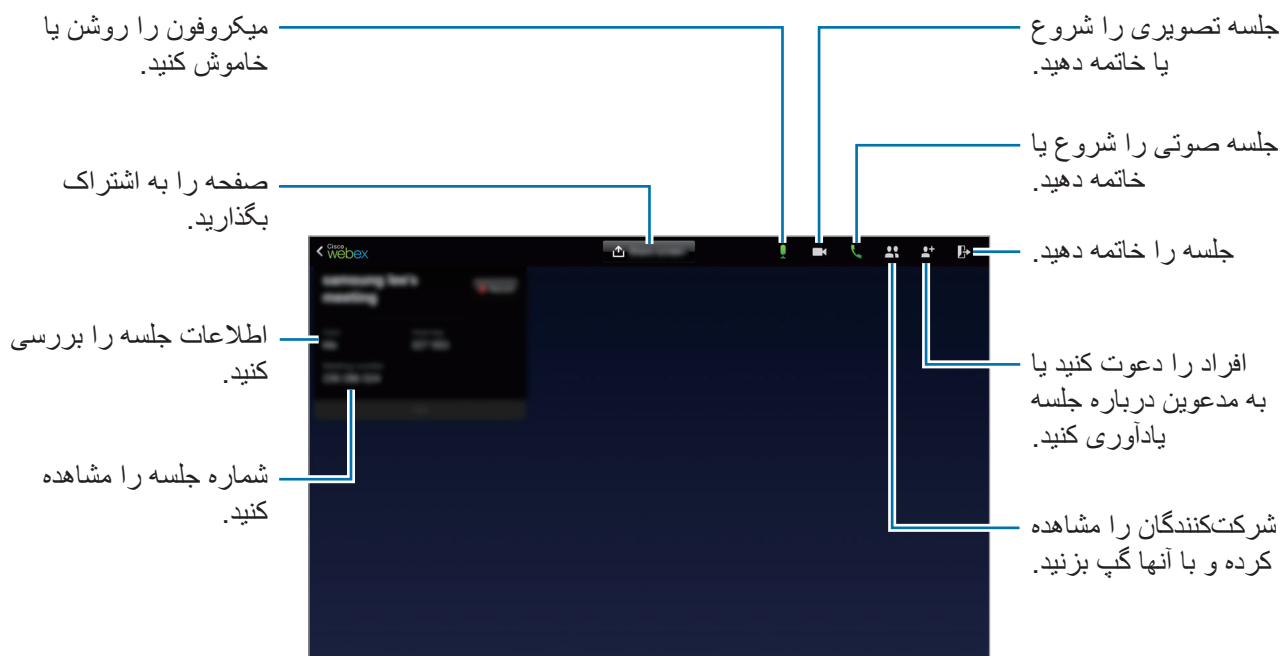 جلسه تصویری را شروع
یا خاتمه دهید.
جلسه صوتی را شروع یا
خاتمه دهید.
جلسه را خاتمه دهید.
افراد را دعوت کنید یا
به مدعوین درباره جلسه
یادآوری کنید.
شرکت‌کنندگان را مشاهده
کرده و با آنها گپ بزنید.
میکروفون را روشن یا
خاموش کنید.
صفحه را به اشتراک
بگذارید.
اطلاعات جلسه را بررسی
کنید.
شماره جلسه را مشاهده
کنید.
Cisco
webex
samsung lee's
meeting